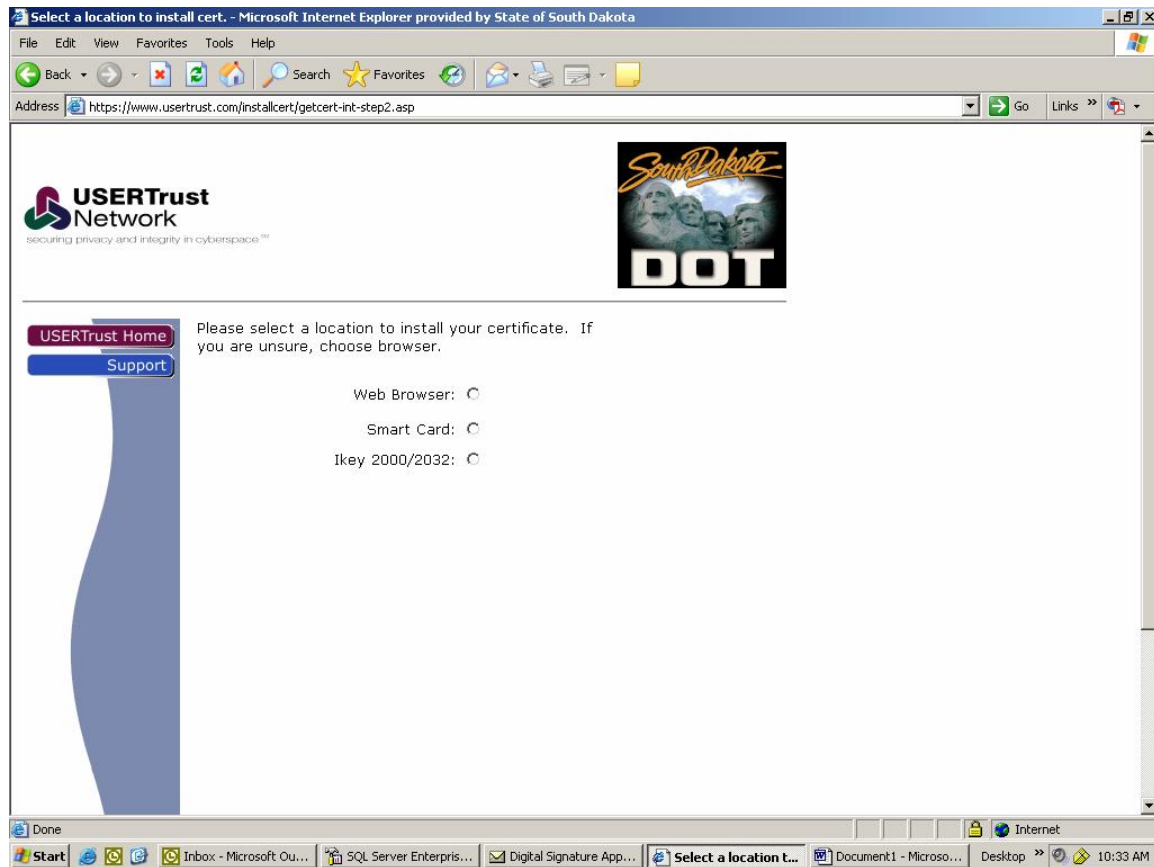 Select a location to install cert. - Microsoft Internet Explorer provided by State of South Dakota
File Edit View Favorites Tools Help
Back Search Favorites
Address https://www.usertrust.com/installcert/getcert-int-step2.asp Go Links »
USERTrust
Network
securing privacy and integrity in cyberspace ™
South Dakota
DOT
USERTrust Home
Support
Please select a location to install your certificate. If
you are unsure, choose browser.
Web Browser:
Smart Card:
Ikey 2000/2032:
Done Internet
Start Inbox - Microsoft Ou... SQL Server Enterpris... Digital Signature App... Select a location t... Document1 - Microso... Desktop » 10:33 AM